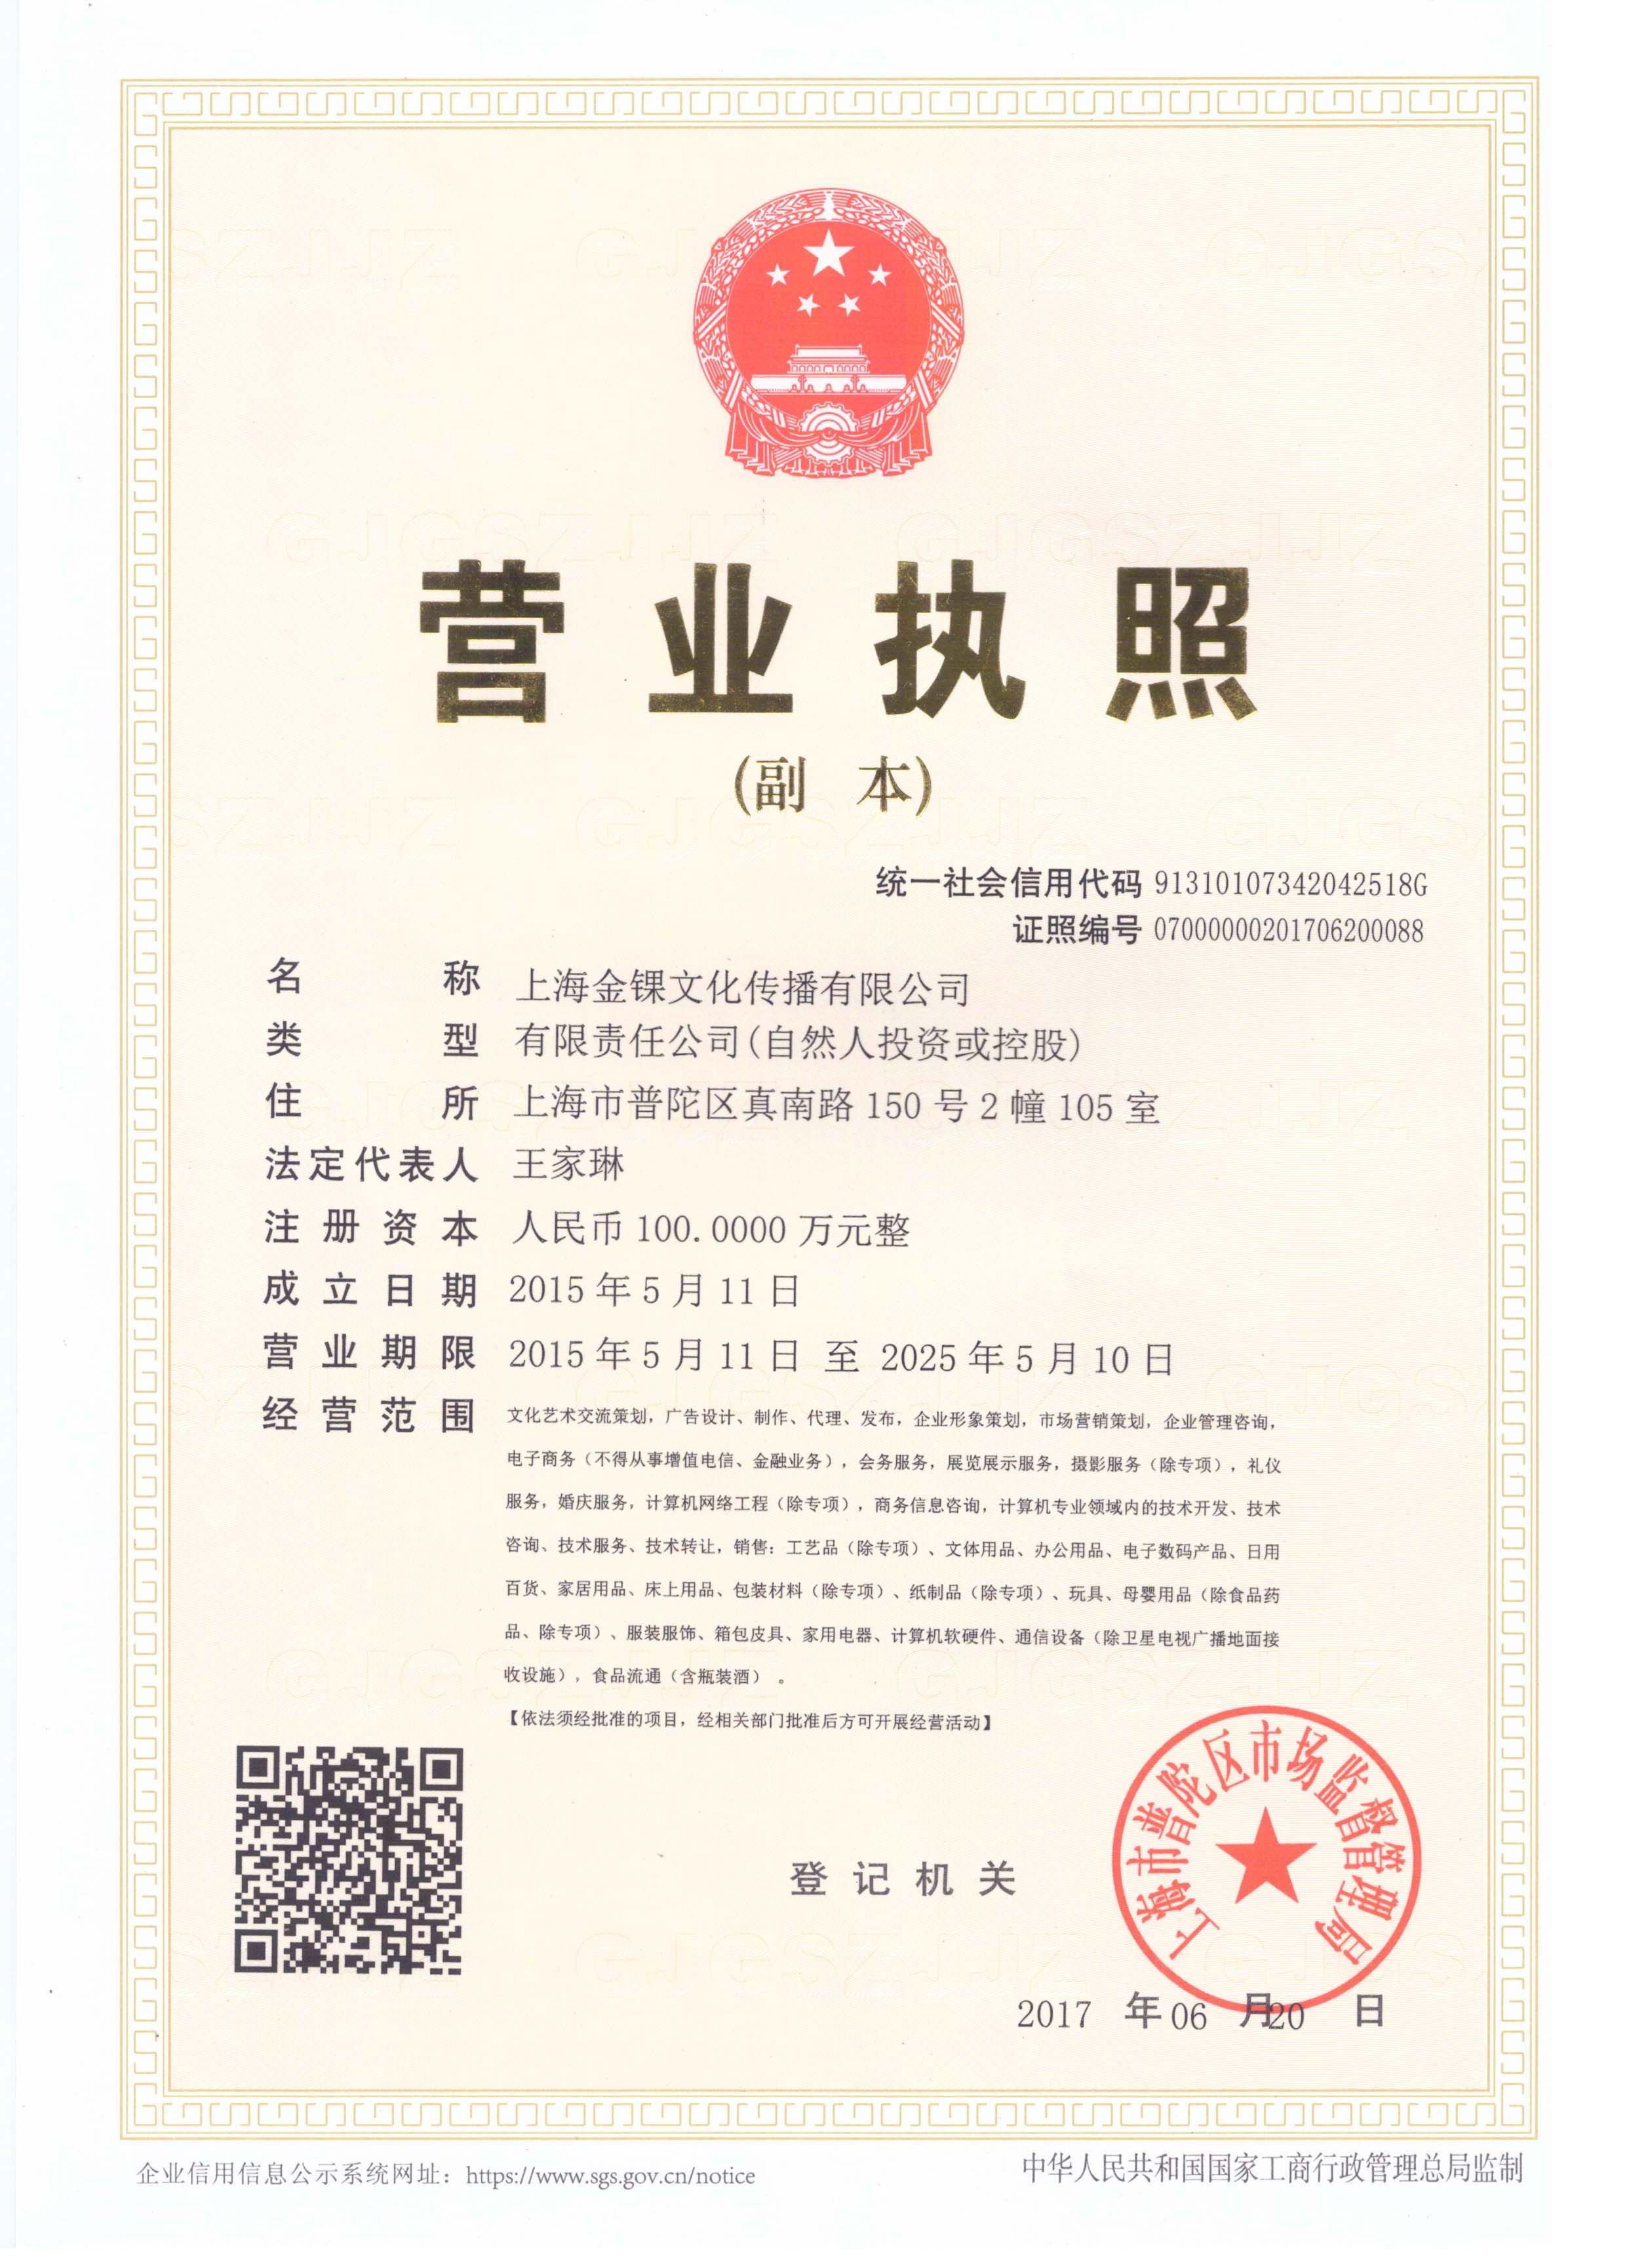 营业执照
(副 本)
统一社会信用代码 91310107342042518G
证照编号 07000000201706200088
名 称 上海金锞文化传播有限公司
类 型 有限责任公司(自然人投资或控股)
住 所 上海市普陀区真南路 150 号 2 幢 105 室
法定代表人 王家琳
注册资本 人民币 100.0000 万元整
成立日期 2015 年 5 月 11 日
营业期限 2015 年 5 月 11 日 至 2025 年 5 月 10 日
经营范围 文化艺术交流策划，广告设计、制作、代理、发布，企业形象策划，市场营销策划，企业管理咨询，
电子商务（不得从事增值电信、金融业务），会务服务，展览展示服务，摄影服务（除专项），礼仪
服务，婚庆服务，计算机网络工程（除专项），商务信息咨询，计算机专业领域内的技术开发、技术
咨询、技术服务、技术转让，销售：工艺品（除专项）、文体用品、办公用品、电子数码产品、日用
百货、家居用品、床上用品、包装材料（除专项）、纸制品（除专项）、玩具、母婴用品（除食品药
品、除专项）、服装服饰、箱包皮具、家用电器、计算机软硬件、通信设备（除卫星电视广播地面接
收设施），食品流通（含瓶装酒）。
【依法须经批准的项目，经相关部门批准后方可开展经营活动】
上海市普陀区市场监督管理局
登记机关
2017 年 06 月 20 日
企业信用信息公示系统网址：https://www.sgs.gov.cn/notice
中华人民共和国国家工商行政管理总局监制